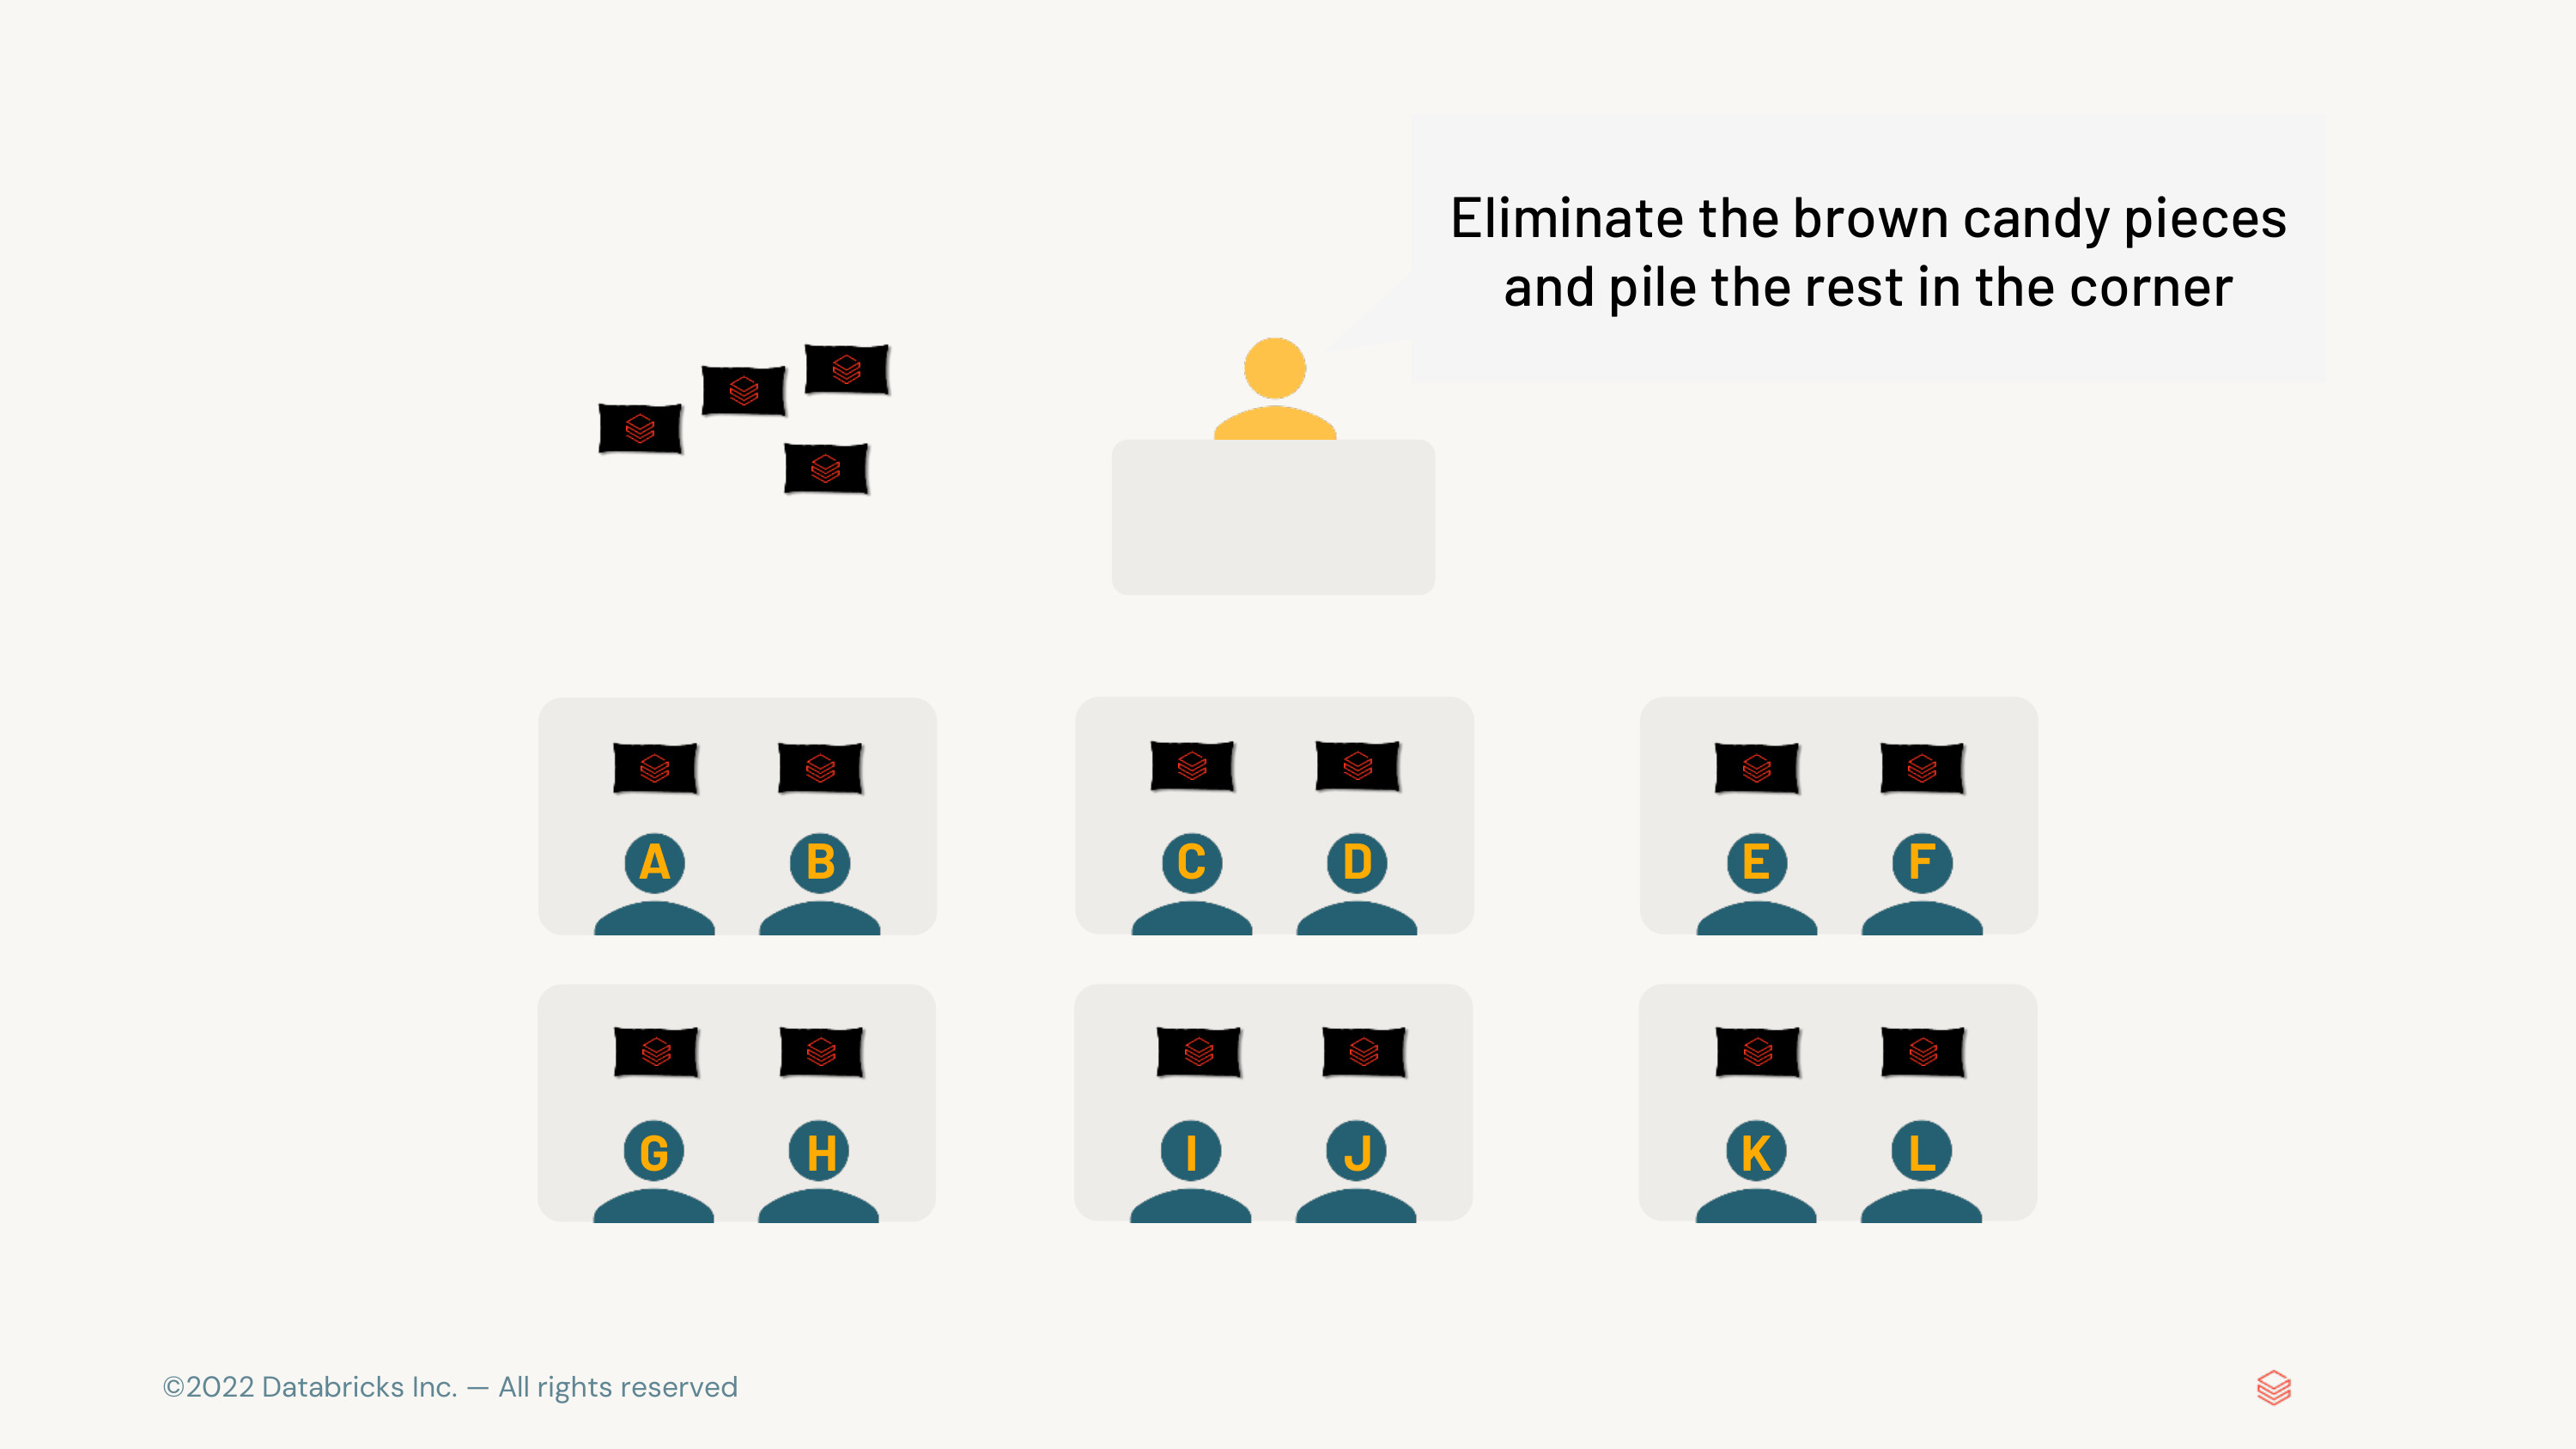 Eliminate the brown candy pieces
and pile the rest in the corner
A B C D E F
G H I J K L
©2022 Databricks Inc. — All rights reserved